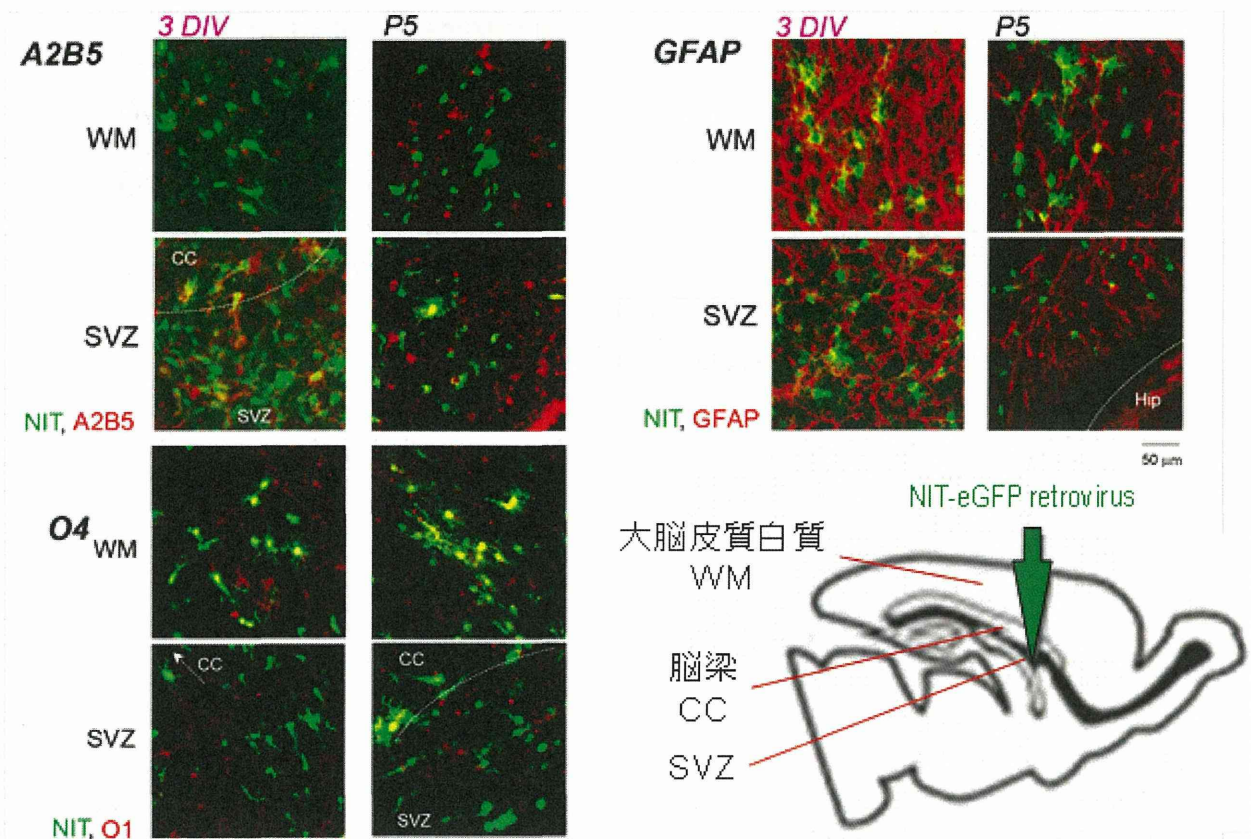 3 DIV P5
A2B5
WM
CC
SVZ
SVZ
NIT, A2B5
O4 WM
CC
CC
SVZ
SVZ
NIT, O1
3 DIV P5
GFAP
WM
SVZ
Hip
NIT, GFAP
50 µm
NIT-eGFP retrovirus
大脳皮質白質
WM
脳梁
CC
SVZ